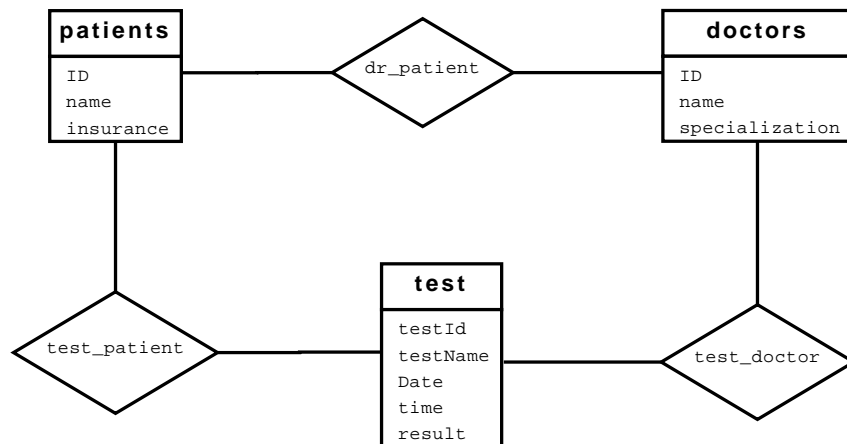 patients
ID
name
insurance
dr_patient
doctors
ID
name
specialization
test_patient
test
testId
testName
Date
time
result
test_doctor